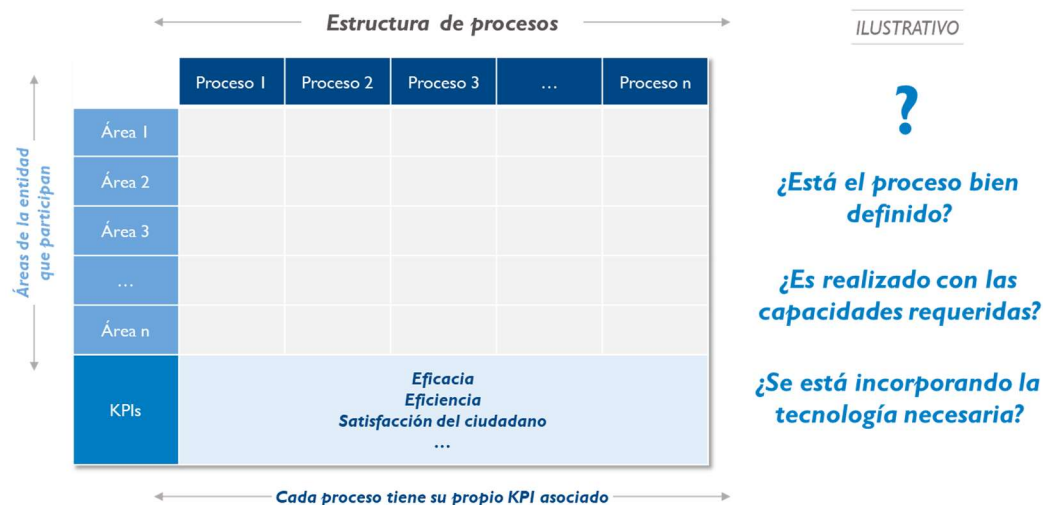 Estructura de procesos
ILUSTRATIVO
Proceso 1
Proceso 2
Proceso 3
...
Proceso n
Áreas de la entidad
que participan
Área 1
Área 2
Área 3
...
Área n
KPIs
Eficacia
Eficiencia
Satisfacción del ciudadano
...
Cada proceso tiene su propio KPI asociado
?
¿Está el proceso bien
definido?
¿Es realizado con las
capacidades requeridas?
¿Se está incorporando la
tecnología necesaria?